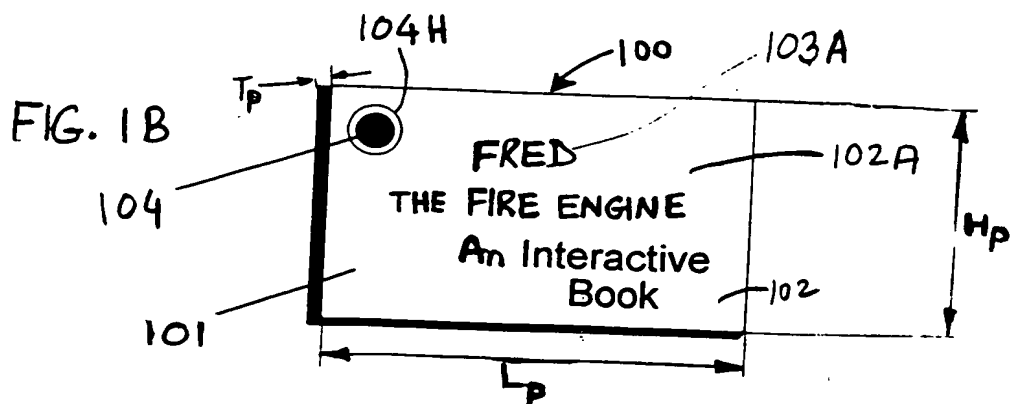 104H
100
103A
Tp
FIG. 1B
FRED
102A
THE FIRE ENGINE
104
Hp
An Interactive
Book
102
101
Lp